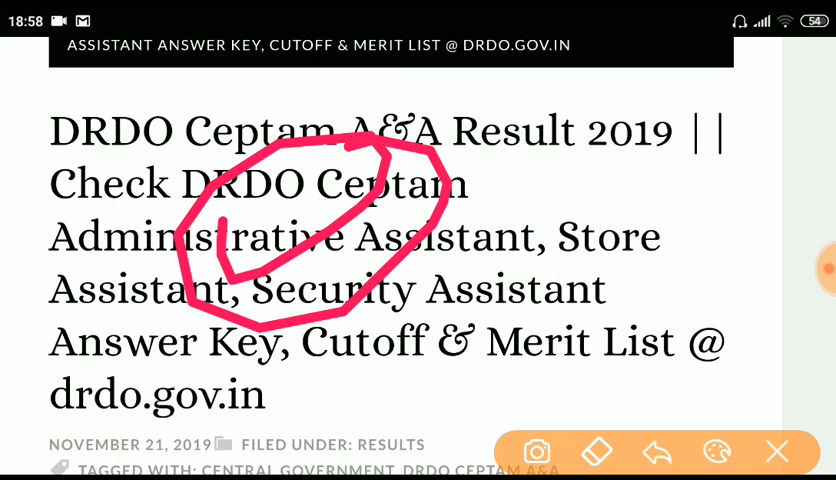 18:58
54
ASSISTANT ANSWER KEY, CUTOFF & MERIT LIST @ DRDO.GOV.IN
DRDO Ceptam A&A Result 2019 ||
Check DRDO Ceptam
Administrative Assistant, Store
Assistant, Security Assistant
Answer Key, Cutoff & Merit List @
drdo.gov.in
NOVEMBER 21, 2019 FILED UNDER: RESULTS
TAGGED WITH: CENTRAL GOVERNMENT, DRDO CEPTAM A&A